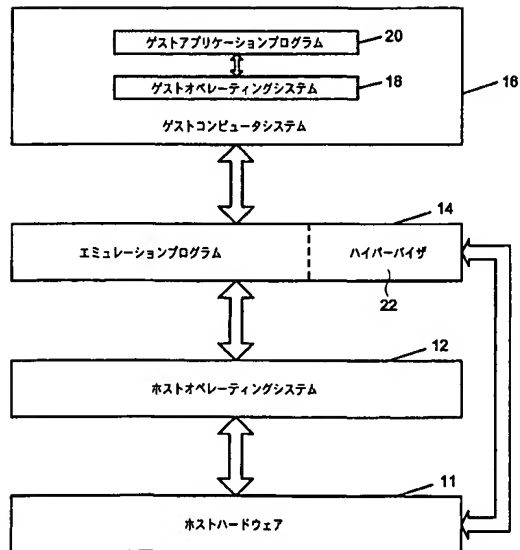 ゲストアプリケーションプログラム
20
ゲストオペレーティングシステム
18
16
ゲストコンピュータシステム
14
エミュレーションプログラム
ハイパーバイザ
22
12
ホストオペレーティングシステム
11
ホストハードウェア